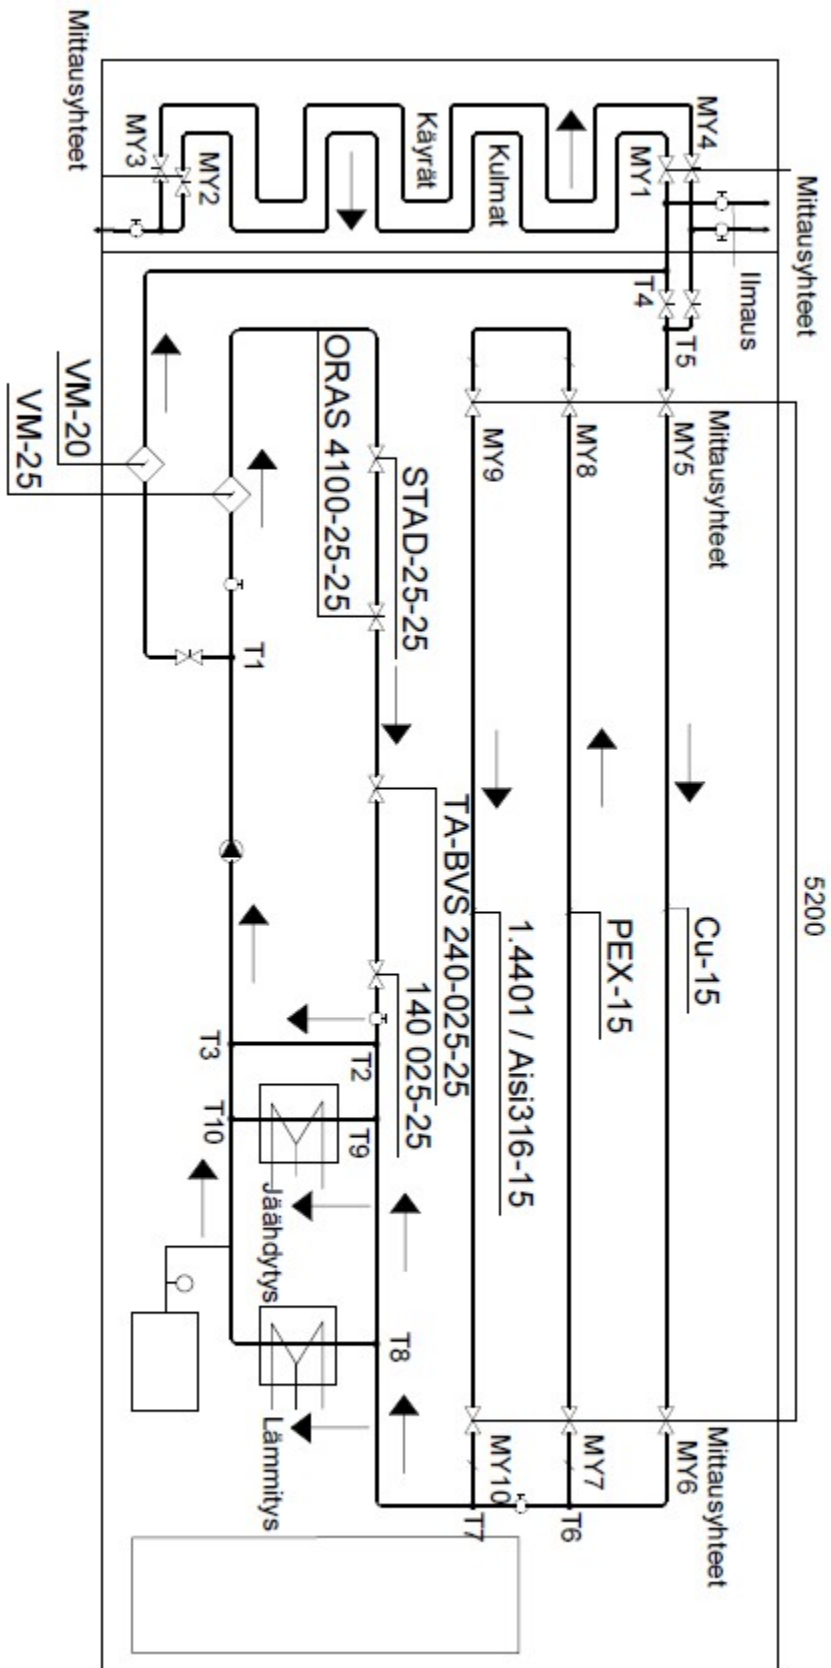 Mittausyhteet
MY3
MY2
Käyrät
Kulmat
MY4
MY1
Mittausyhteet
Mittausyhteet
Ilmaus
T4
T5
ORAS 4100-25-25
VM-20
VM-25
STAD-25-25
MY9
MY8
MY5
Mittausyhteet
T1
5200
TA-BVS 240-025-25
140 025-25
1.4401 / Aisi316-15
PEX-15
Cu-15
T3
T2
T10
T9
Jäähdytys
T8
Lämmitys
MY10
MY7
MY6
Mittausyhteet
T7
T6